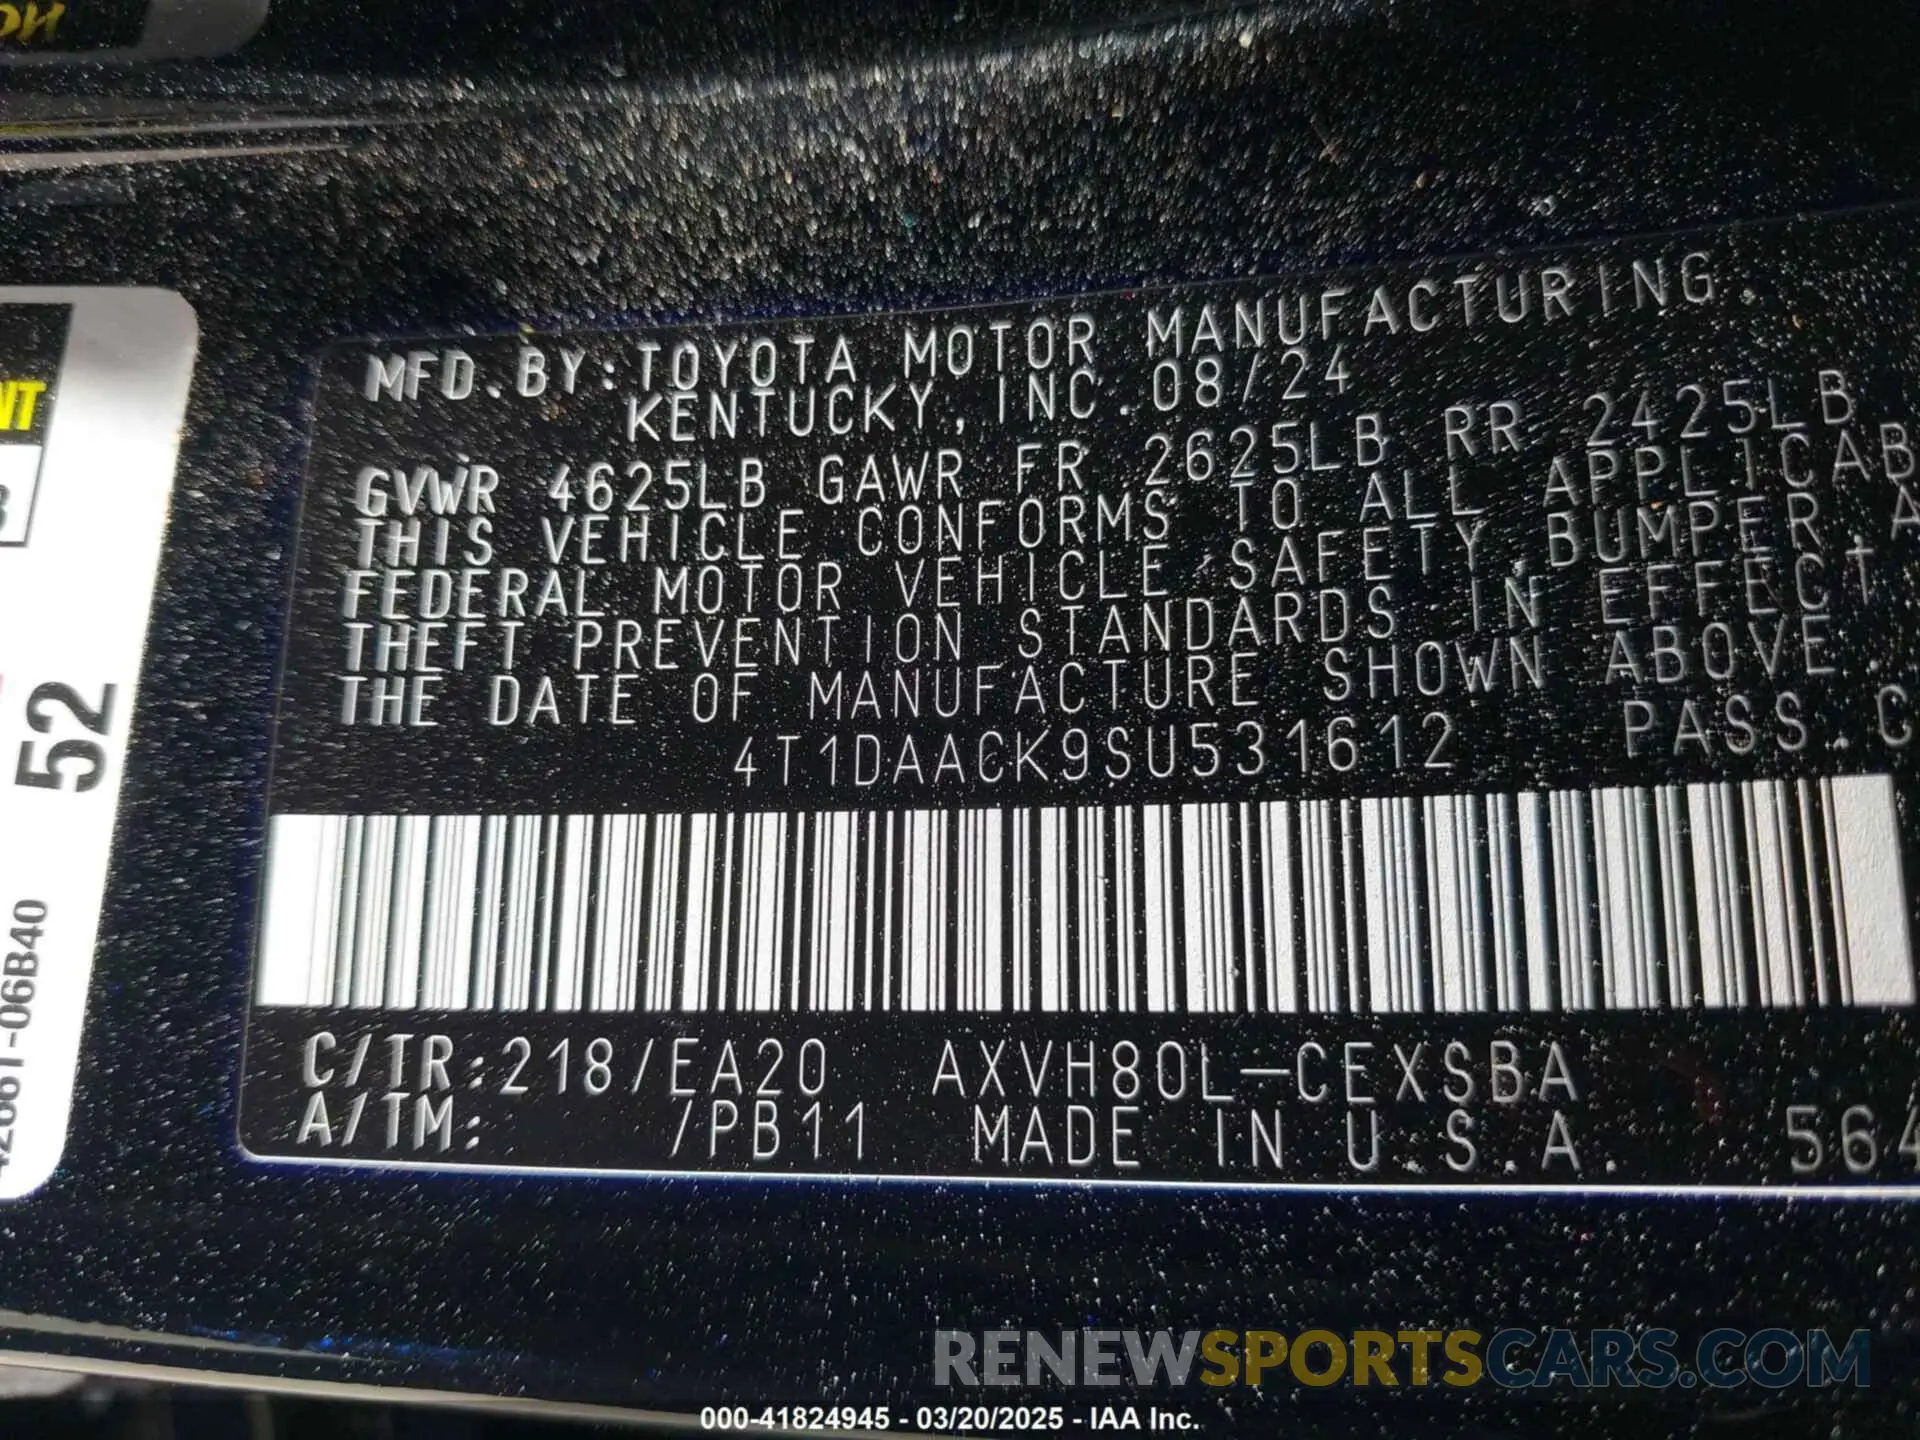 NT
52
42661-06B40
MFD.BY:TOYOTA MOTOR MANUFACTURING,
KENTUCKY, INC. 08/24
GVWR 4625LB GAWR FR 2625LB RR 2425LB
THIS VEHICLE CONFORMS TO ALL APPLICAB
FEDERAL MOTOR VEHICLE SAFETY, BUMPER, A
THEFT PREVENTION STANDARDS IN EFFECT
THE DATE OF MANUFACTURE SHOWN ABOVE.
4T1DAACK9SU531612 PASS. C
C/TR:218/EA20 AXVH80L-CEXSBA
A/TM: /PB11 MADE IN U.S.A. 564
RENEWSPORTSCARS.COM
000-41824945 - 03/20/2025 - IAA Inc.